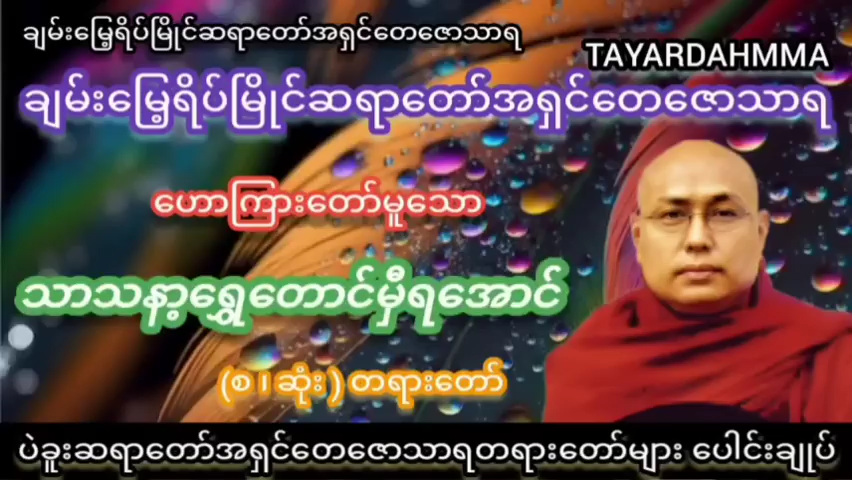 ချမ်းမြေ့ရိပ်မြိုင်ဆရာတော်အရှင်တေဇောသာရ
TAYARDAHMMA
ချမ်းမြေ့ရိပ်မြိုင်ဆရာတော်အရှင်တေဇောသာရ
ဟောကြားတော်မူသော
သာသနာ့ရွှေတောင်မှီရအောင်
(စ ၊ ဆုံး ) တရားတော်
ပဲခူးဆရာတော်အရှင်တေဇောသာရတရားတော်များ ပေါင်းချုပ်